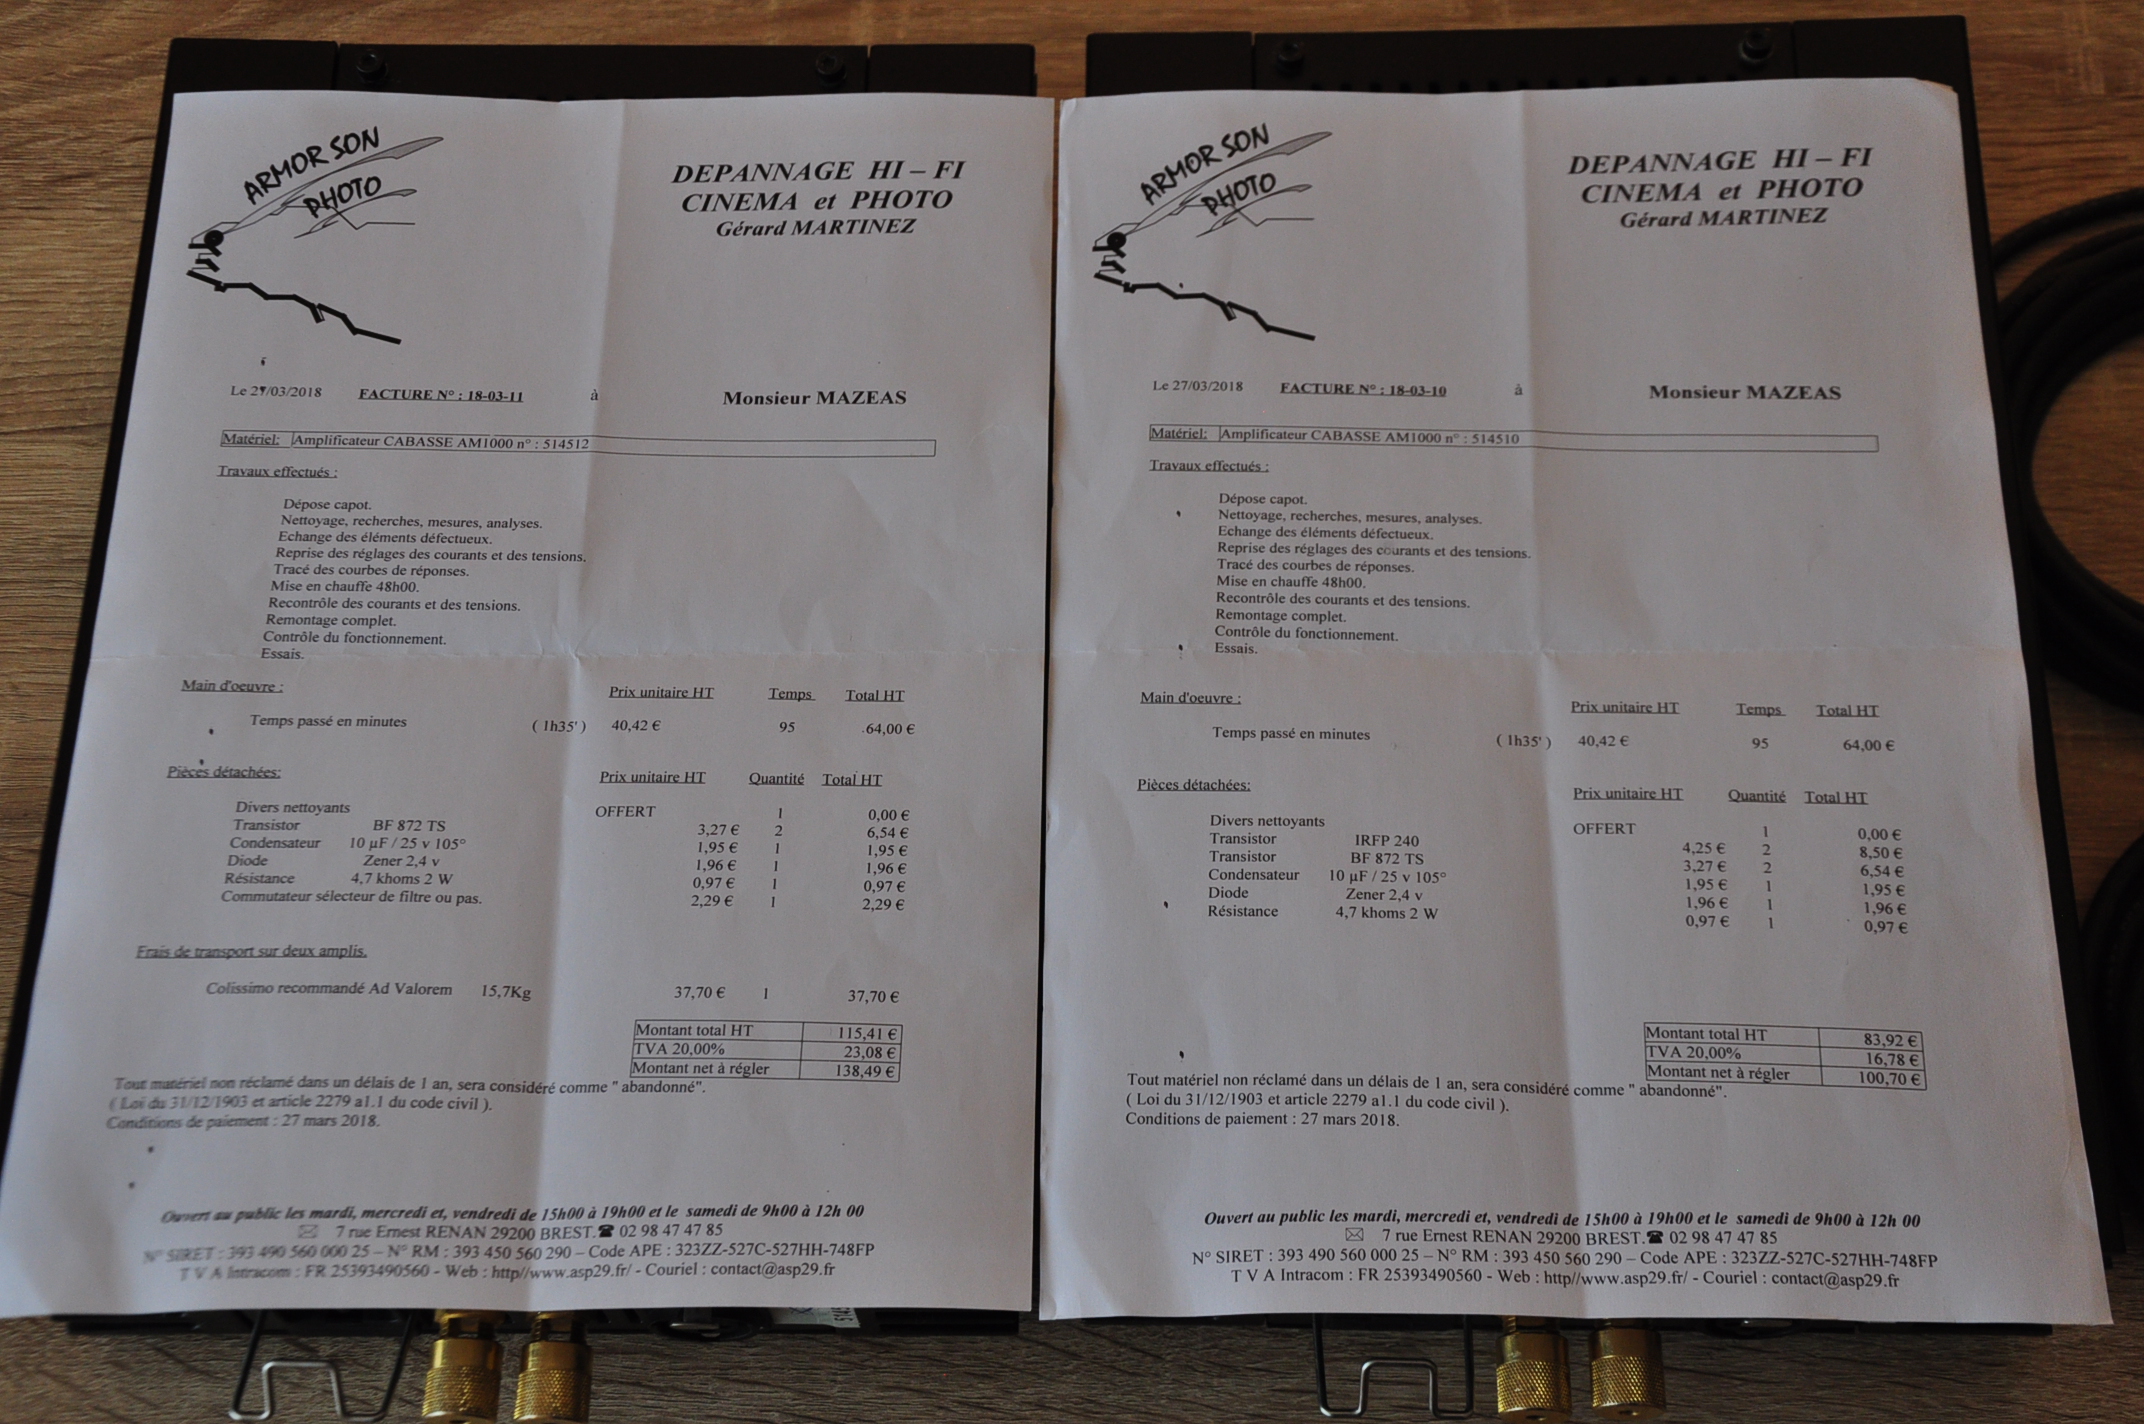 ARMOR SON
PHOTO
DEPANNAGE HI – FI
CINEMA et PHOTO
Gérard MARTINEZ
Le 27/03/2018 FACTURE N° : 18-03-11 à Monsieur MAZEAS
Matériel: Amplificateur CABASSE AM1000 n° : 514512
Travaux effectués :
Dépose capot.
Nettoyage, recherches, mesures, analyses.
Echange des éléments défectueux.
Reprise des réglages des courants et des tensions.
Tracé des courbes de réponses.
Mise en chauffe 48h00.
Recontrôle des courants et des tensions.
Remontage complet.
Contrôle du fonctionnement.
Essais.
Main d'oeuvre : Prix unitaire HT Temps Total HT
Temps passé en minutes ( 1h35' ) 40,42 € 95 64,00 €
Pièces détachées: Prix unitaire HT Quantité Total HT
Divers nettoyants OFFERT 1 0,00 €
Transistor BF 872 TS 3,27 € 2 6,54 €
Condensateur 10 µF / 25 v 105° 1,95 € 1 1,95 €
Diode Zener 2,4 v 1,96 € 1 1,96 €
Résistance 4,7 khoms 2 W 0,97 € 1 0,97 €
Commutateur sélecteur de filtre ou pas. 2,29 € 1 2,29 €
Frais de transport sur deux amplis.
Colissimo recommandé Ad Valorem 15,7Kg 37,70 € 1 37,70 €
Montant total HT 115,41 €
TVA 20,00% 23,08 €
Montant net à régler 138,49 €
Tout matériel non réclamé dans un délais de 1 an, sera considéré comme " abandonné".
( Loi du 31/12/1903 et article 2279 a1.1 du code civil ).
Conditions de paiement : 27 mars 2018.
Ouvert au public les mardi, mercredi et, vendredi de 15h00 à 19h00 et le samedi de 9h00 à 12h 00
7 rue Ernest RENAN 29200 BREST. 02 98 47 47 85
N° SIRET : 393 490 560 000 25 – N° RM : 393 450 560 290 – Code APE : 323ZZ-527C-527HH-748FP
T V A Intracom : FR 25393490560 - Web : http//www.asp29.fr/ - Couriel : contact@asp29.fr
ARMOR SON
PHOTO
DEPANNAGE HI – FI
CINEMA et PHOTO
Gérard MARTINEZ
Le 27/03/2018 FACTURE N° : 18-03-10 à Monsieur MAZEAS
Matériel: Amplificateur CABASSE AM1000 n° : 514510
Travaux effectués :
Dépose capot.
Nettoyage, recherches, mesures, analyses.
Echange des éléments défectueux.
Reprise des réglages des courants et des tensions.
Tracé des courbes de réponses.
Mise en chauffe 48h00.
Recontrôle des courants et des tensions.
Remontage complet.
Contrôle du fonctionnement.
Essais.
Main d'oeuvre : Prix unitaire HT Temps Total HT
Temps passé en minutes ( 1h35' ) 40,42 € 95 64,00 €
Pièces détachées: Prix unitaire HT Quantité Total HT
Divers nettoyants OFFERT 1 0,00 €
Transistor IRFP 240 4,25 € 2 8,50 €
Transistor BF 872 TS 3,27 € 2 6,54 €
Condensateur 10 µF / 25 v 105° 1,95 € 1 1,95 €
Diode Zener 2,4 v 1,96 € 1 1,96 €
Résistance 4,7 khoms 2 W 0,97 € 1 0,97 €
Montant total HT 83,92 €
TVA 20,00% 16,78 €
Montant net à régler 100,70 €
Tout matériel non réclamé dans un délais de 1 an, sera considéré comme " abandonné".
( Loi du 31/12/1903 et article 2279 a1.1 du code civil ).
Conditions de paiement : 27 mars 2018.
Ouvert au public les mardi, mercredi et, vendredi de 15h00 à 19h00 et le samedi de 9h00 à 12h 00
7 rue Ernest RENAN 29200 BREST. 02 98 47 47 85
N° SIRET : 393 490 560 000 25 – N° RM : 393 450 560 290 – Code APE : 323ZZ-527C-527HH-748FP
T V A Intracom : FR 25393490560 - Web : http//www.asp29.fr/ - Couriel : contact@asp29.fr